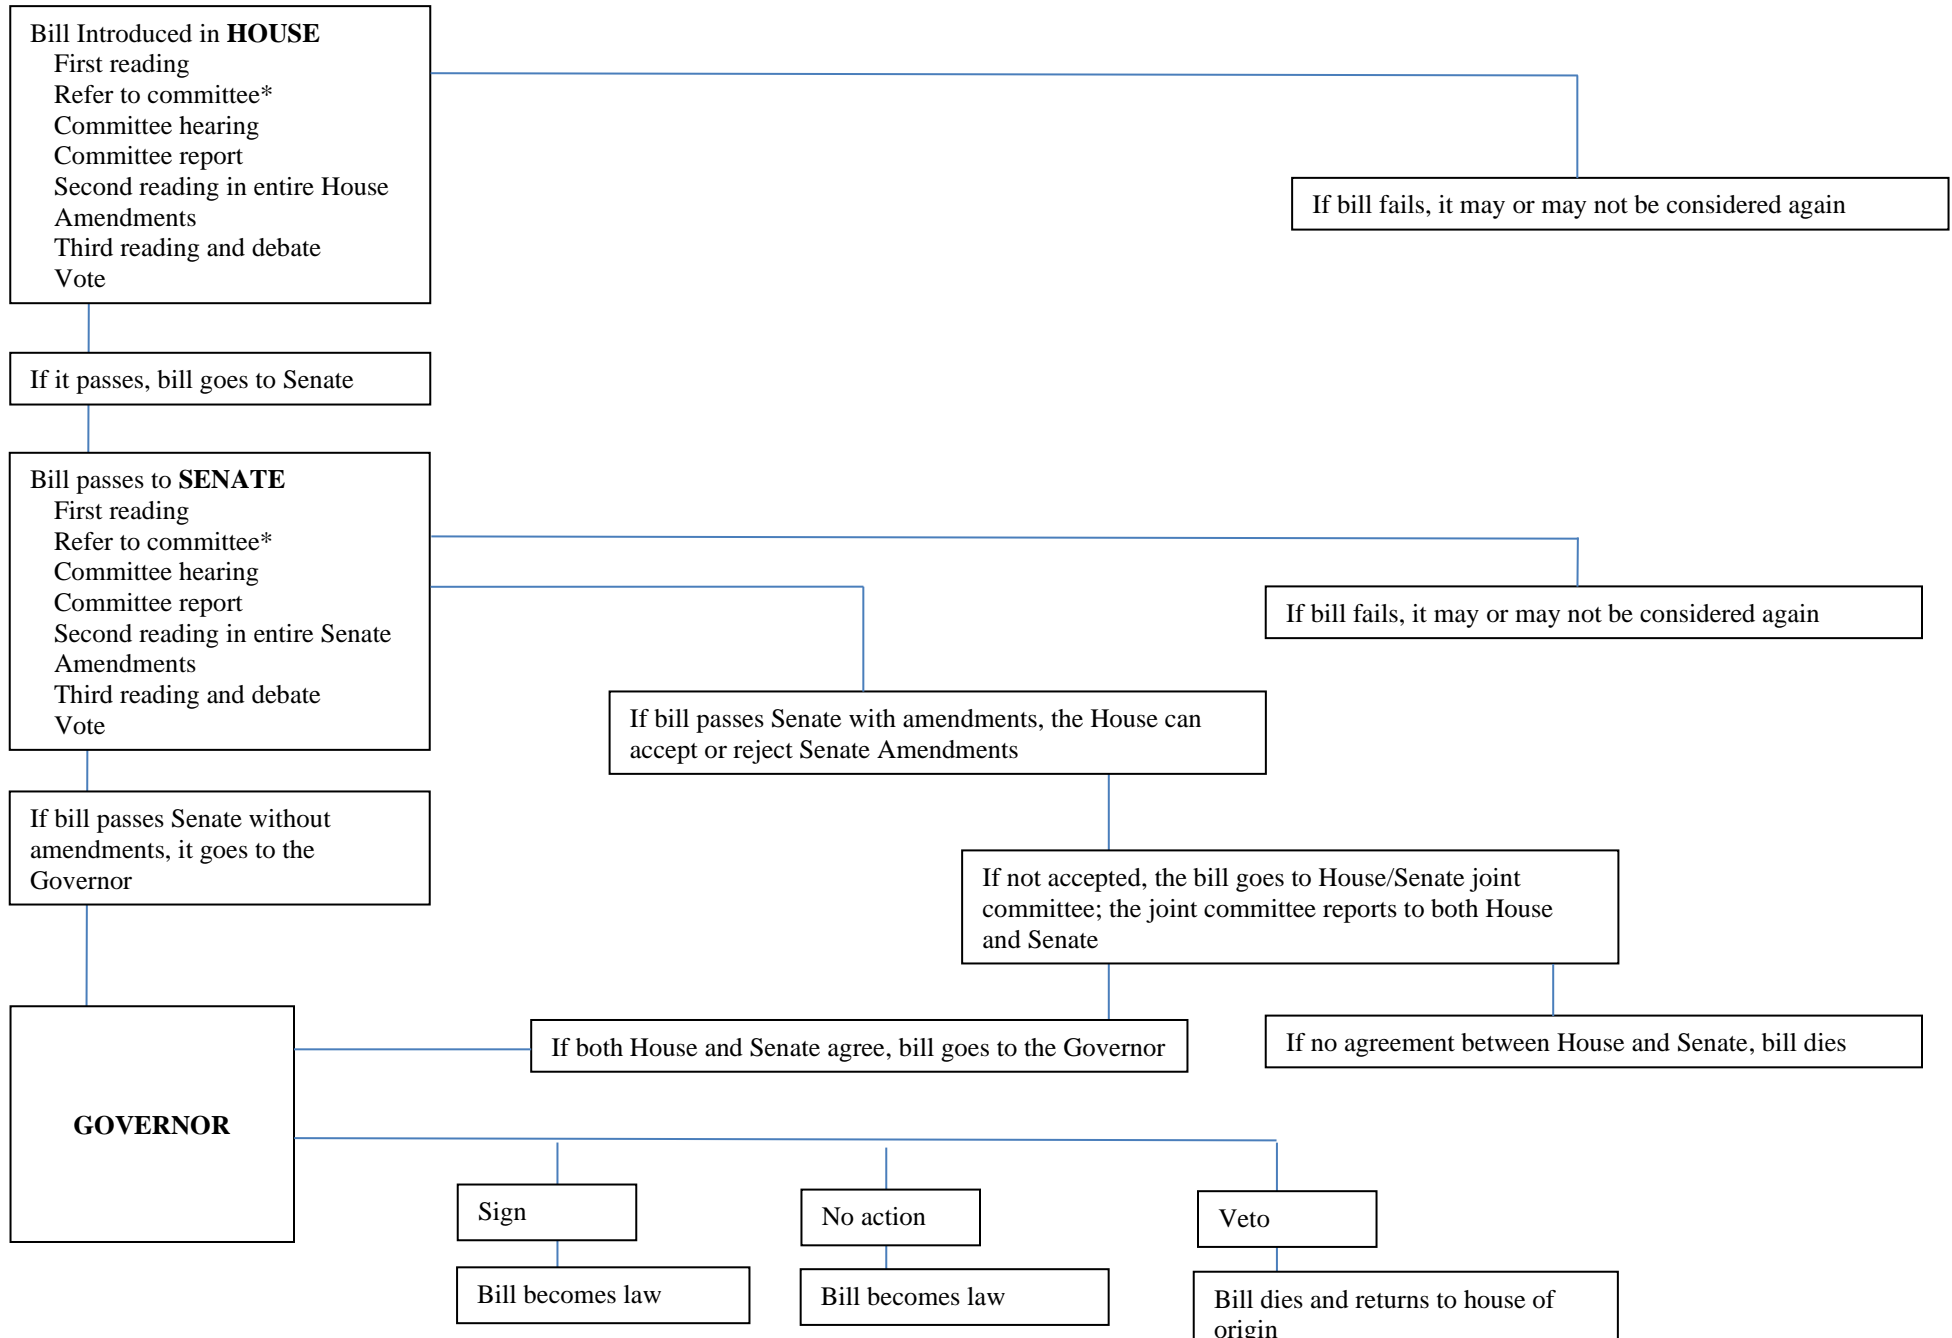 Bill Introduced in HOUSE
First reading
Refer to committee*
Committee hearing
Committee report
Second reading in entire House
Amendments
Third reading and debate
Vote
If bill fails, it may or may not be considered again
If it passes, bill goes to Senate
Bill passes to SENATE
First reading
Refer to committee*
Committee hearing
Committee report
Second reading in entire Senate
Amendments
Third reading and debate
Vote
If bill fails, it may or may not be considered again
If bill passes Senate with amendments, the House can
accept or reject Senate Amendments
If bill passes Senate without
amendments, it goes to the
Governor
If not accepted, the bill goes to House/Senate joint
committee; the joint committee reports to both House
and Senate
If both House and Senate agree, bill goes to the Governor
If no agreement between House and Senate, bill dies
GOVERNOR
Sign
No action
Veto
Bill becomes law
Bill becomes law
Bill dies and returns to house of
origin